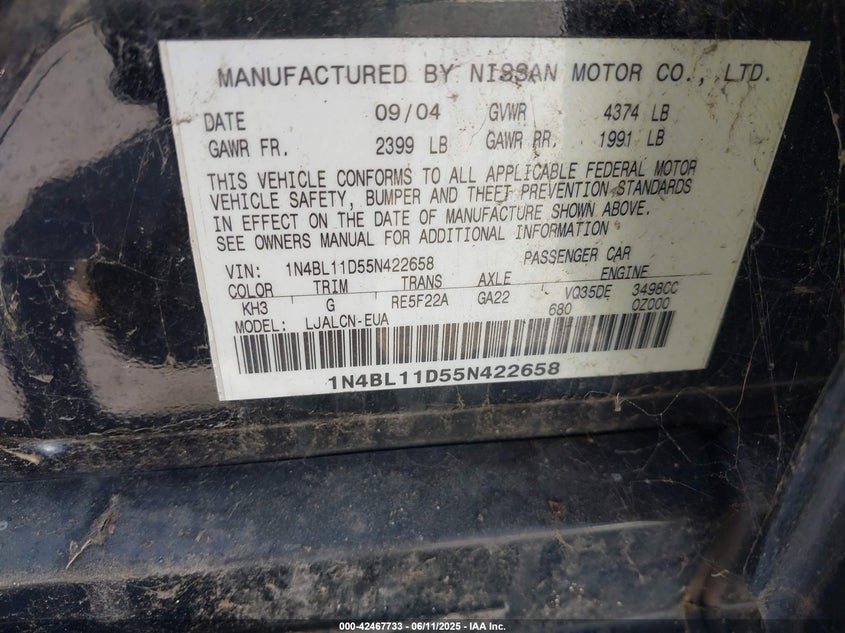 MANUFACTURED BY NISSAN MOTOR CO., LTD.
DATE 09/04 GVWR 4374 LB
GAWR FR. 2399 LB GAWR RR. 1991 LB
THIS VEHICLE CONFORMS TO ALL APPLICABLE FEDERAL MOTOR
VEHICLE SAFETY, BUMPER AND THEFT PREVENTION STANDARDS
IN EFFECT ON THE DATE OF MANUFACTURE SHOWN ABOVE.
SEE OWNERS MANUAL FOR ADDITIONAL INFORMATION
VIN: 1N4BL11D55N422658 PASSENGER CAR
COLOR TRIM TRANS AXLE ENGINE
KH3 G RE5F22A GA22 VQ35DE 3498CC
MODEL: LJALCN-EUA 680 0Z000
1N4BL11D55N422658
000-42467733 - 06/11/2025 - IAA Inc.